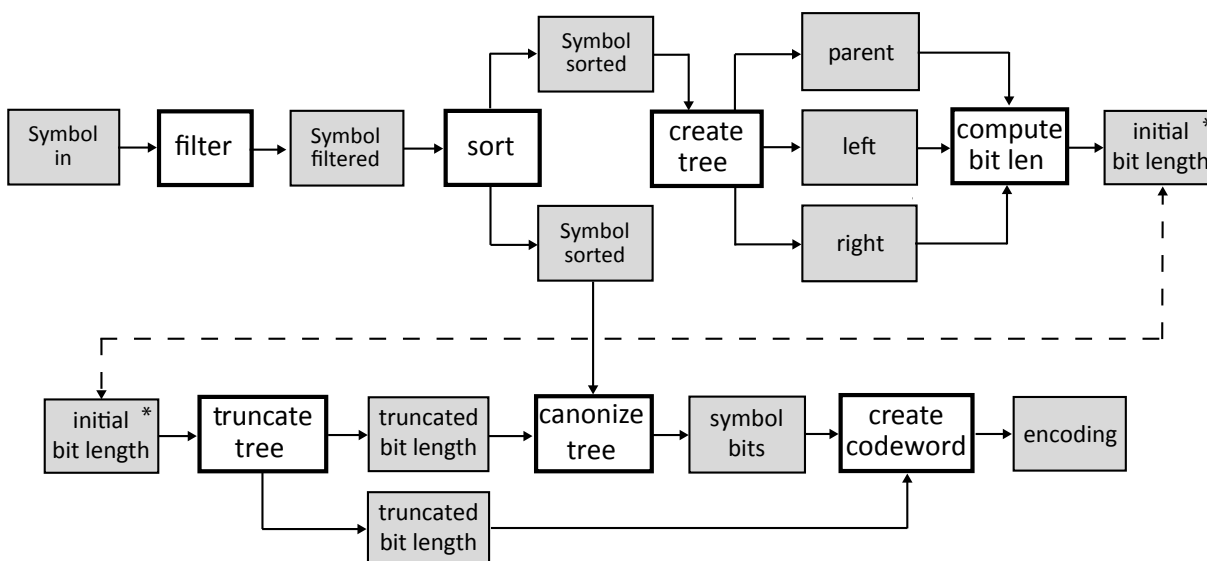 Symbol
in
filter
Symbol
filtered
sort
Symbol
sorted
Symbol
sorted
create
tree
parent
left
right
compute
bit len
initial *
bit length
initial *
bit length
truncate
tree
truncated
bit length
truncated
bit length
canonize
tree
symbol
bits
create
codeword
encoding